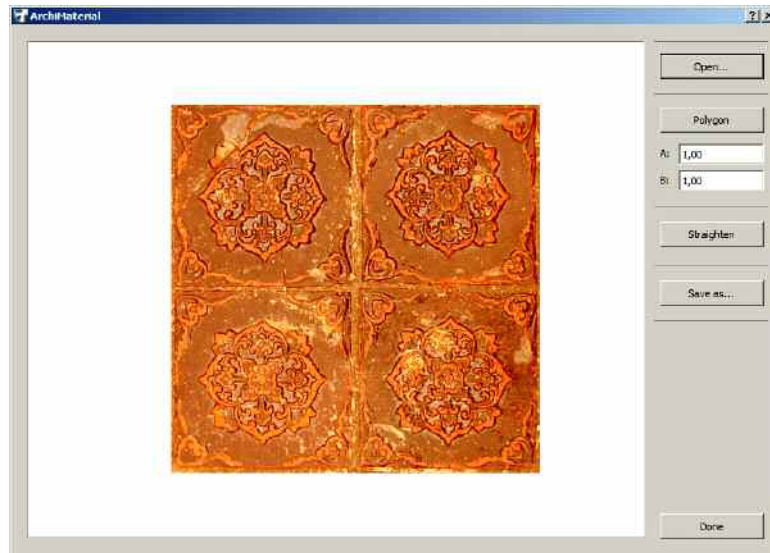 ArchiMaterial
Open...
Polygon
A: 1,00
B: 1,00
Straighten
Save as...
Done